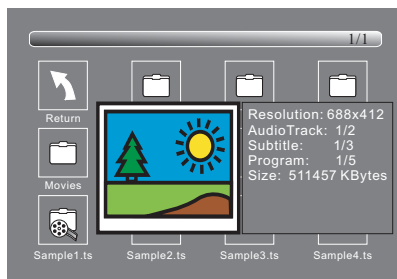 1/1
Return
Resolution: 688x412
AudioTrack: 1/2
Subtitle: 1/3
Program: 1/5
Size: 511457 KBytes
Movies
Sample1.ts Sample2.ts Sample3.ts Sample4.ts